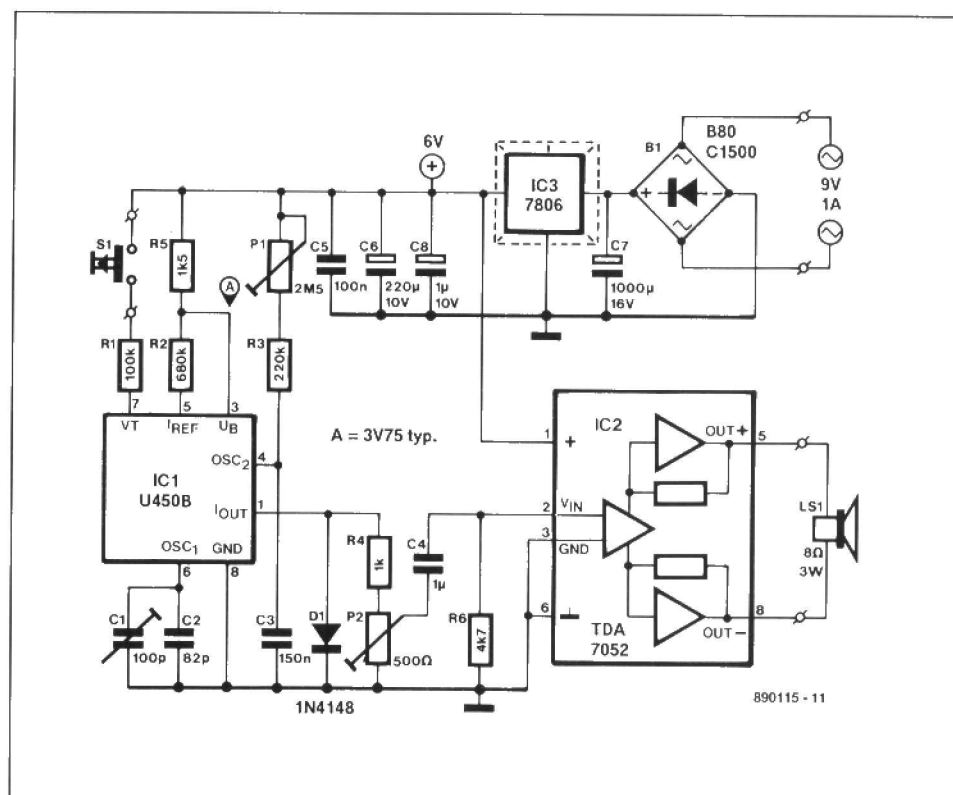 B80
C1500
B1
6V
+
IC3
7806
+
-
9V
1A
S1
R5
1k5
P1
2M5
C5
100n
C6
220µ
10V
C8
1µ
10V
C7
1000µ
16V
A
R1
100k
R2
680k
R3
220k
7
5
3
VT
IREF
UB
A = 3V75 typ.
OSC2
4
IC1
U450B
IOUT
1
OSC1
GND
6
8
1
+
IC2
OUT+
5
2
VIN
3
GND
LS1
8Ω
3W
6
8
OUT−
TDA
7052
R4
1k
C4
1µ
R6
4k7
C1
100p
C2
82p
C3
150n
D1
P2
500Ω
1N4148
890115 - 11